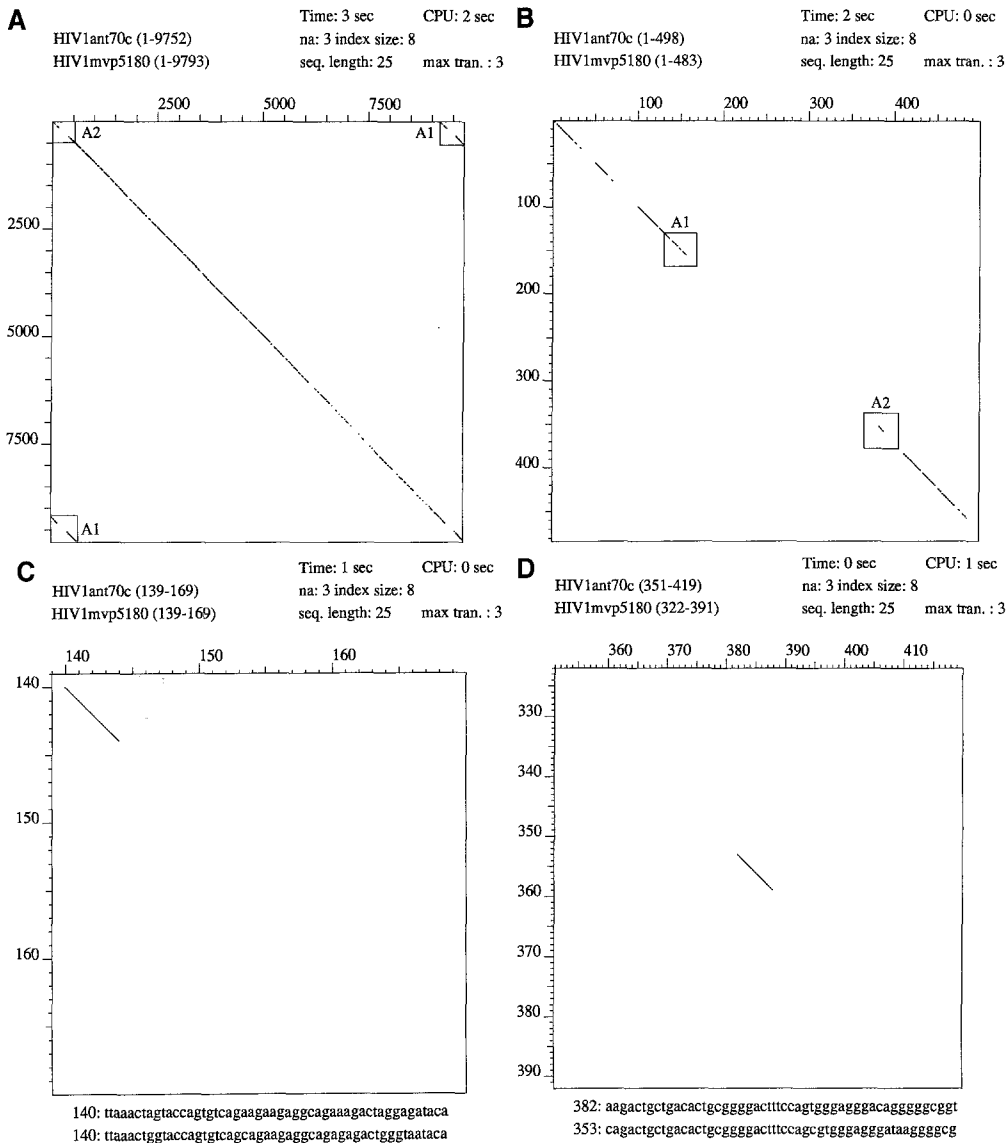 A
Time: 3 sec CPU: 2 sec
HIV1ant70c (1-9752) na: 3 index size: 8
HIV1mvp5180 (1-9793) seq. length: 25 max tran. : 3
2500 5000 7500
A2
A1
2500
5000
7500
A1
B
Time: 2 sec CPU: 0 sec
HIV1ant70c (1-498) na: 3 index size: 8
HIV1mvp5180 (1-483) seq. length: 25 max tran. : 3
100 200 300 400
100
A1
200
300
A2
400
C
Time: 1 sec CPU: 0 sec
HIV1ant70c (139-169) na: 3 index size: 8
HIV1mvp5180 (139-169) seq. length: 25 max tran. : 3
140 150 160
140
150
160
140: ttaaactagtaccagtgtcagaagaagaggcagaaagactaggagataca
140: ttaaactggtaccagtgtcagcagaagaggcagagagactgggtaataca
D
Time: 0 sec CPU: 1 sec
HIV1ant70c (351-419) na: 3 index size: 8
HIV1mvp5180 (322-391) seq. length: 25 max tran. : 3
360 370 380 390 400 410
330
340
350
360
370
380
390
382: aagactgctgacactgcggggactttccagtgggagggacagggggcggt
353: cagactgctgacactgcggggactttccagcgtgggagggataaggggcg